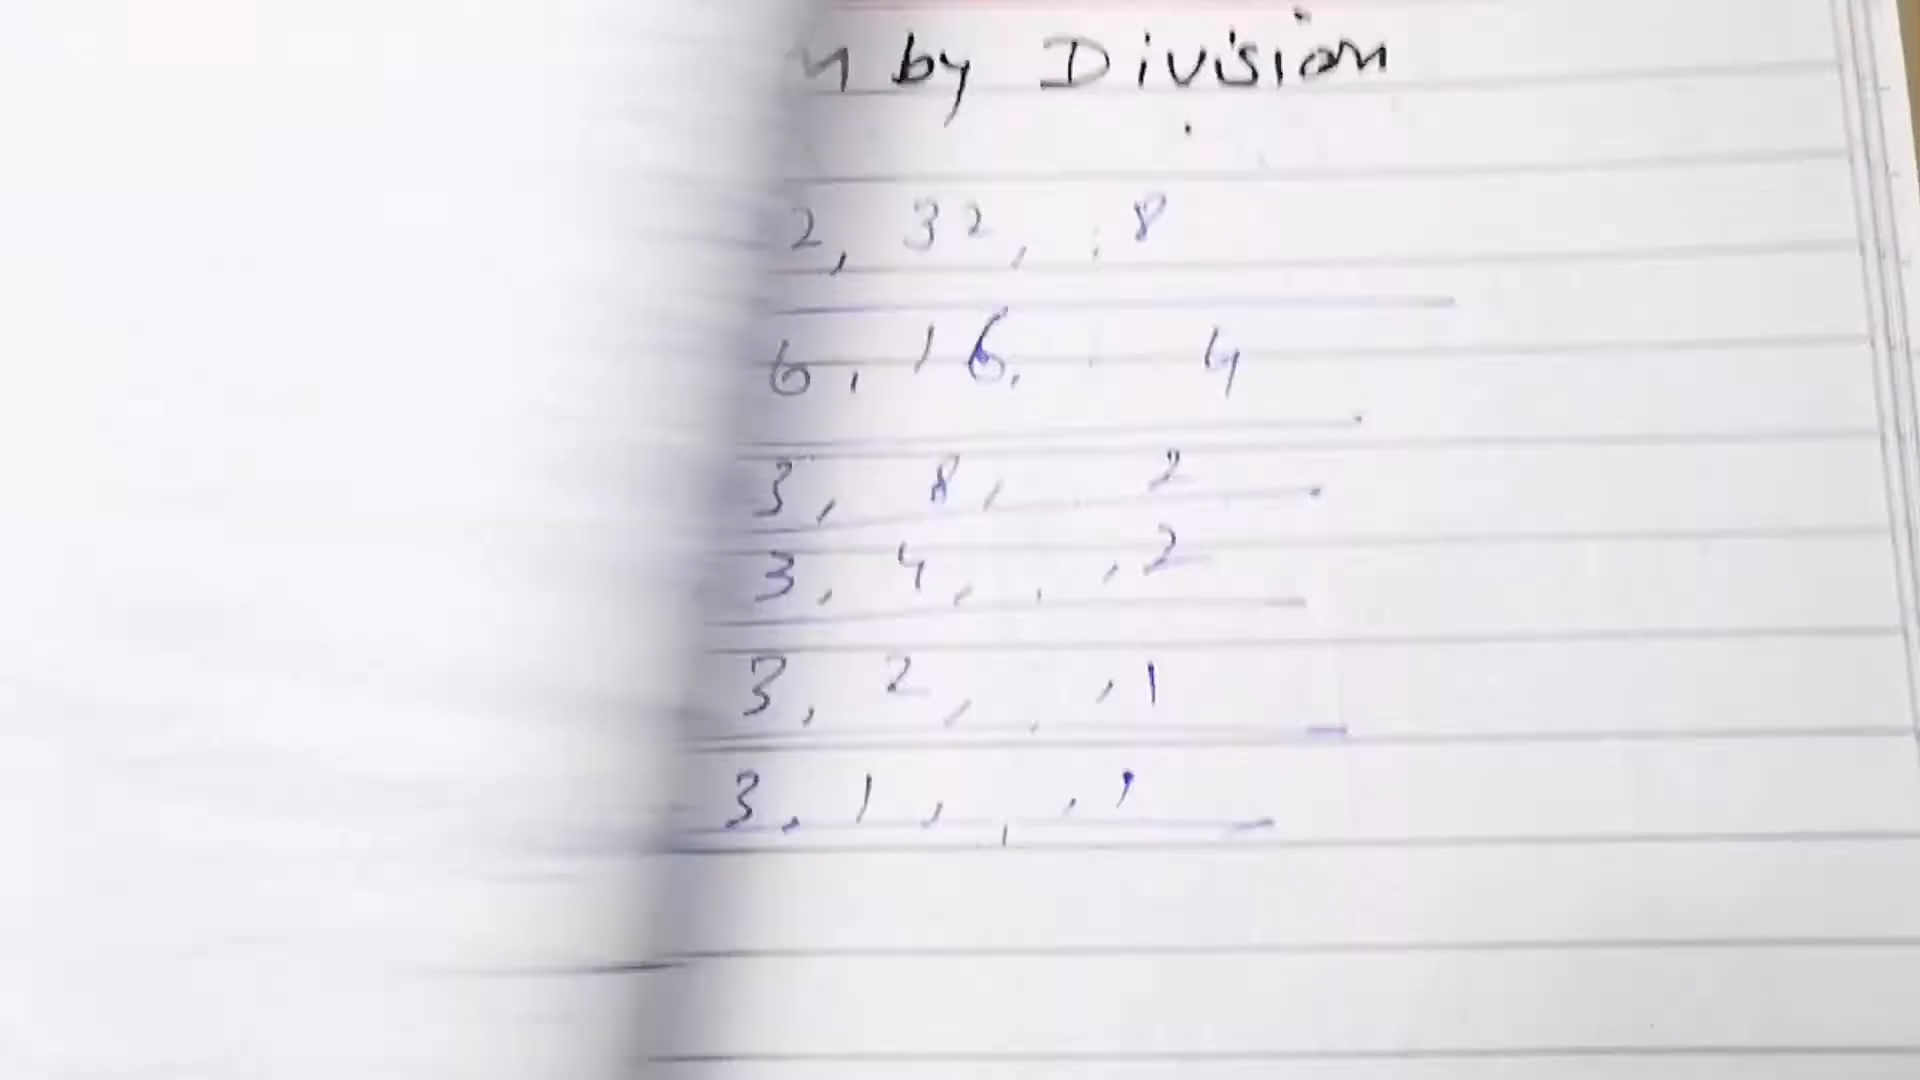 by Division
2, 32, , 8
6, 16, 4
3, 8, 2
3, 4, , , 2
3, 2, , , 1
3, 1, , , 1